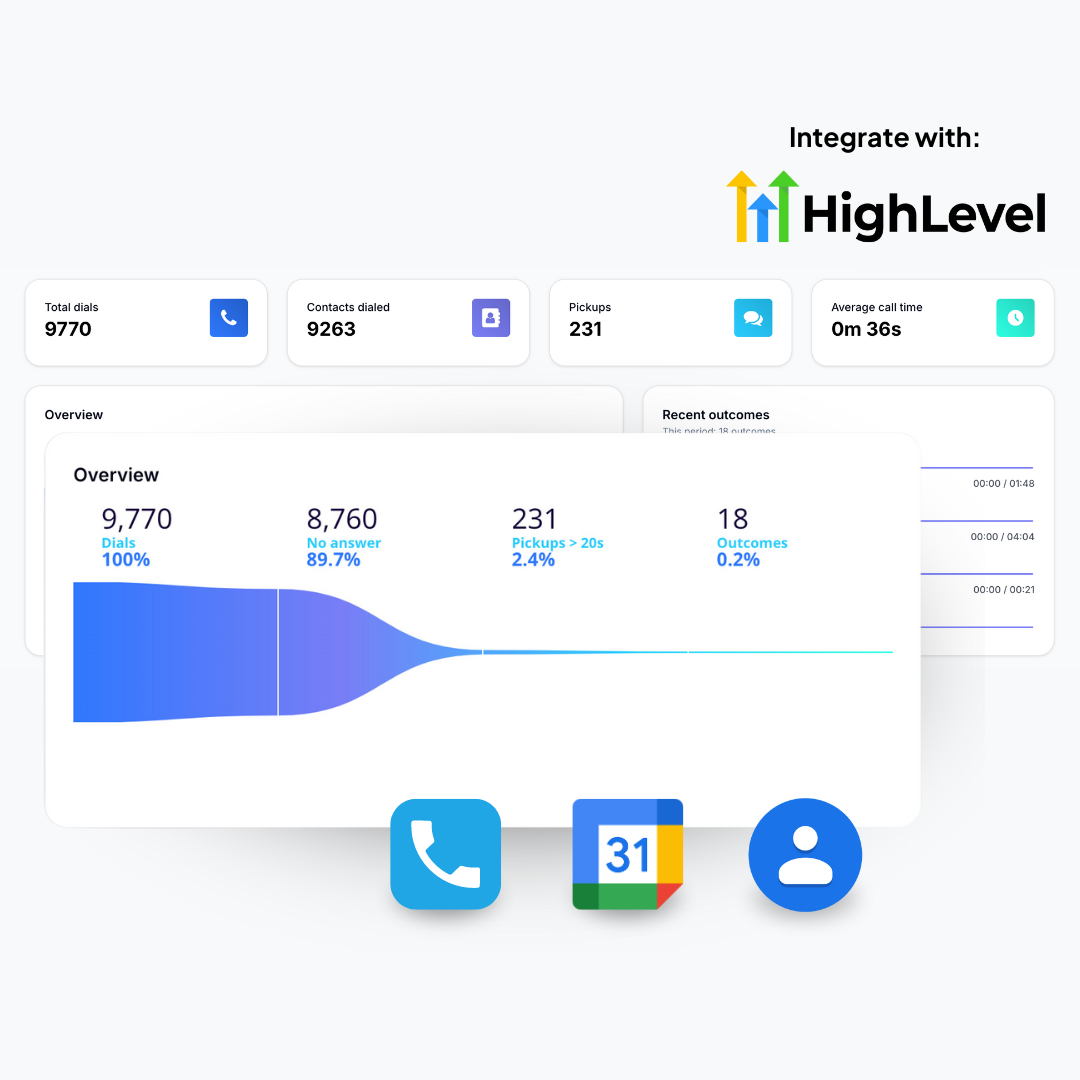 Integrate with:
HighLevel
Total dials
9770
Contacts dialed
9263
Pickups
231
Average call time
0m 36s
Overview
Recent outcomes
This period: 18 outcomes
00:00 / 01:48
00:00 / 04:04
00:00 / 00:21
Overview
9,770
Dials
100%
8,760
No answer
89.7%
231
Pickups > 20s
2.4%
18
Outcomes
0.2%
31